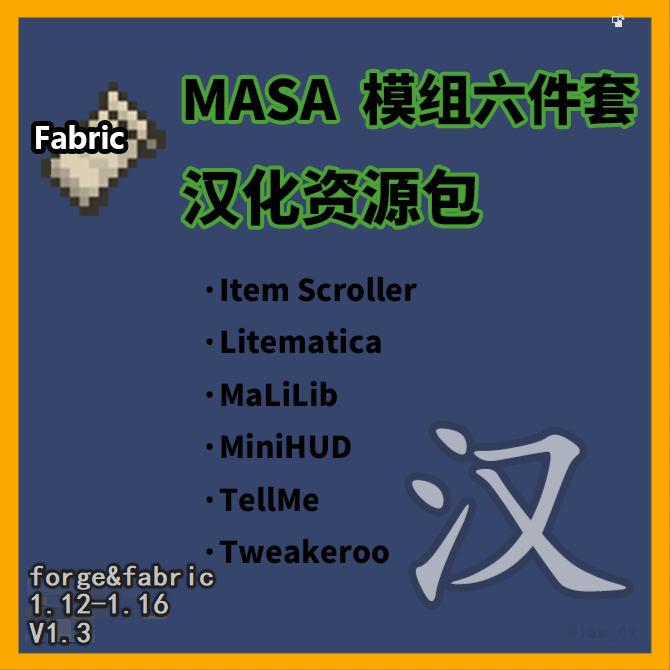 MASA 模组六件套
Fabric
汉化资源包
·Item Scroller
·Litematica
·MaLiLib
·MiniHUD
·TellMe
·Tweakeroo
汉
forge&fabric
1.12-1.16
V1.3